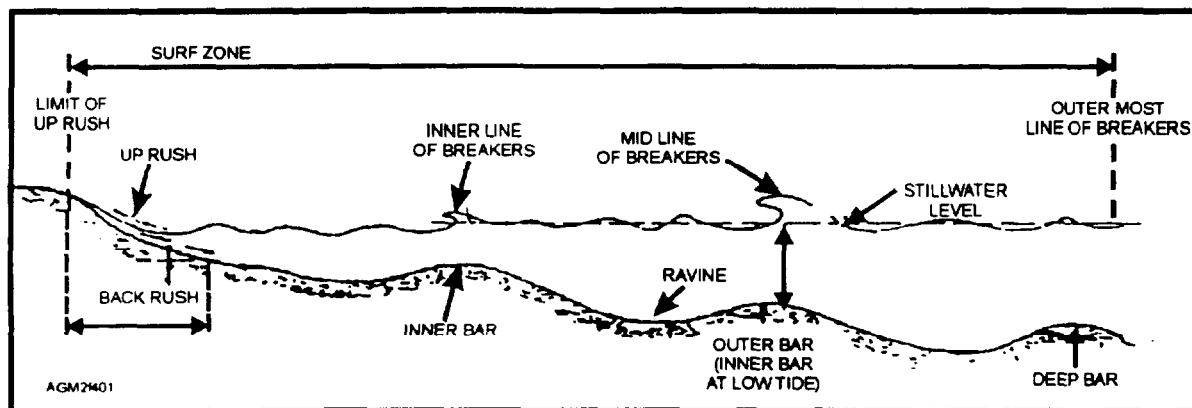 SURF ZONE
LIMIT OF
UP RUSH
UP RUSH
INNER LINE
OF BREAKERS
MID LINE
OF BREAKERS
OUTER MOST
LINE OF BREAKERS
STILLWATER
LEVEL
BACK RUSH
INNER BAR
RAVINE
OUTER BAR
(INNER BAR
AT LOW TIDE)
DEEP BAR